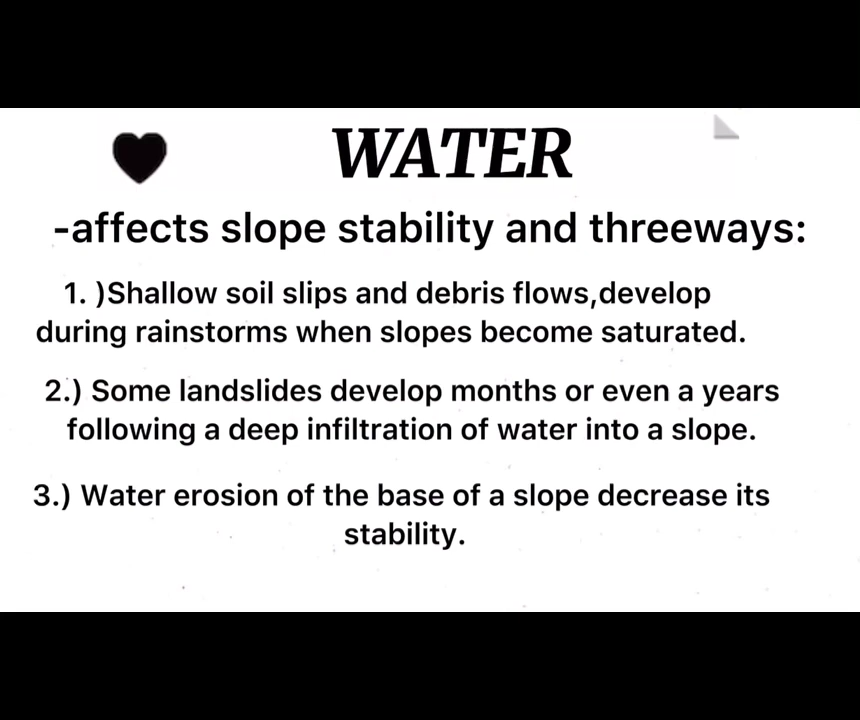 WATER
-affects slope stability and threeways:
1. )Shallow soil slips and debris flows,develop
during rainstorms when slopes become saturated.
2.) Some landslides develop months or even a years
following a deep infiltration of water into a slope.
3.) Water erosion of the base of a slope decrease its
stability.